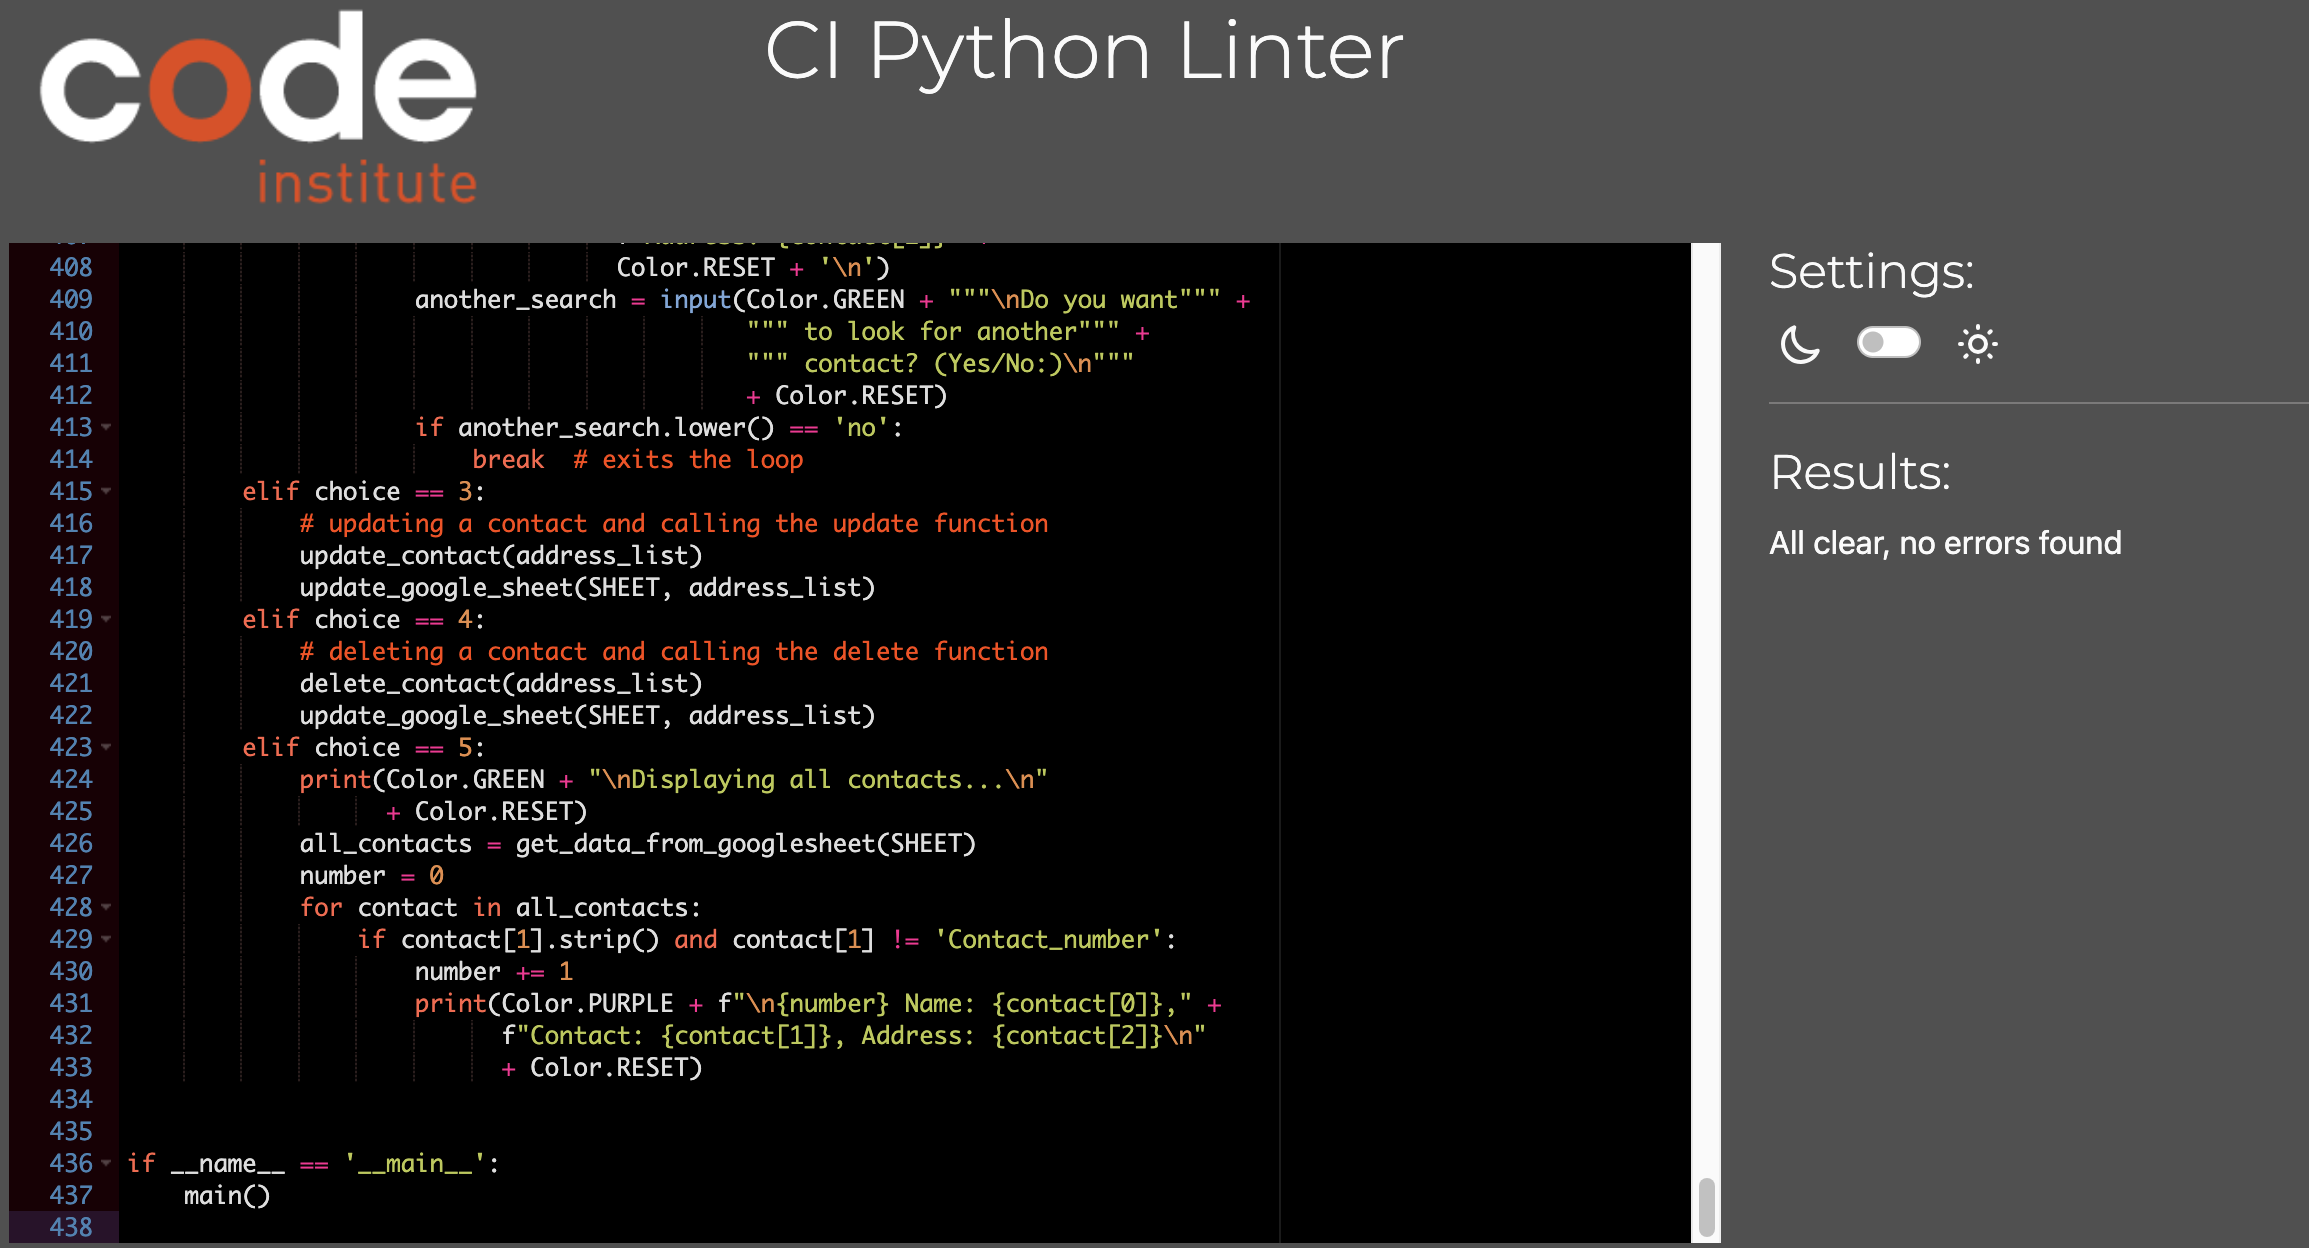 code
institute
CI Python Linter
408 Color.RESET + '\n')
409 another_search = input(Color.GREEN + """\nDo you want""" +
410 """ to look for another""" +
411 """ contact? (Yes/No:)\n"""
412 + Color.RESET)
413 if another_search.lower() == 'no':
414 break  # exits the loop
415 elif choice == 3:
416 # updating a contact and calling the update function
417 update_contact(address_list)
418 update_google_sheet(SHEET, address_list)
419 elif choice == 4:
420 # deleting a contact and calling the delete function
421 delete_contact(address_list)
422 update_google_sheet(SHEET, address_list)
423 elif choice == 5:
424 print(Color.GREEN + "\nDisplaying all contacts...\n"
425 + Color.RESET)
426 all_contacts = get_data_from_googlesheet(SHEET)
427 number = 0
428 for contact in all_contacts:
429 if contact[1].strip() and contact[1] != 'Contact_number':
430 number += 1
431 print(Color.PURPLE + f"\n{number} Name: {contact[0]}," +
432 f"Contact: {contact[1]}, Address: {contact[2]}\n"
433 + Color.RESET)
434
435
436 if __name__ == '__main__':
437 main()
438
Settings:
Results:
All clear, no errors found